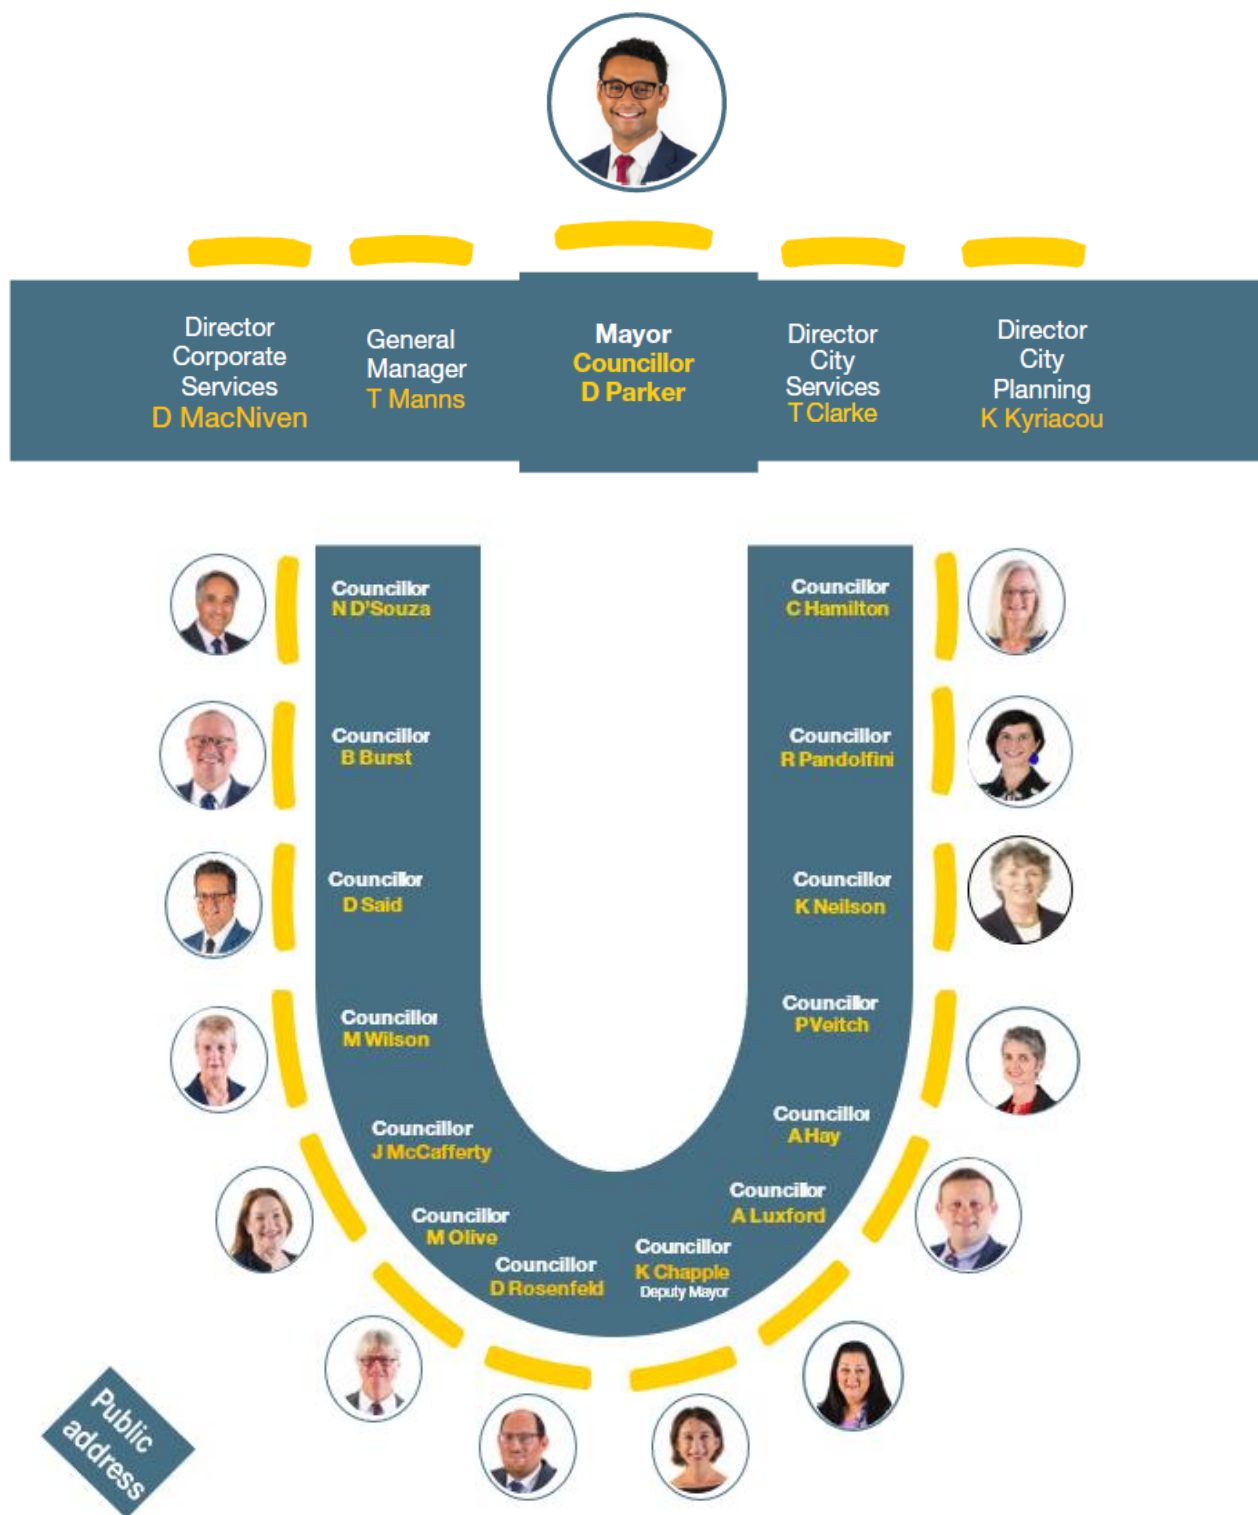 Director
Corporate
Services
D MacNiven
General
Manager
T Manns
Mayor
Councillor
D Parker
Director
City
Services
T Clarke
Director
City
Planning
K Kyriacou
Councillor
N D'Souza
Councillor
C Hamilton
Councillor
B Burst
Councillor
R Pandolfini
Councillor
D Said
Councillor
K Neilson
Councillor
M Wilson
Councillor
P Veitch
Councillor
J McCafferty
Councillor
A Hay
Councillor
M Olive
Councillor
A Luxford
Councillor
D Rosenfeld
Councillor
K Chapple
Deputy Mayor
Public
address